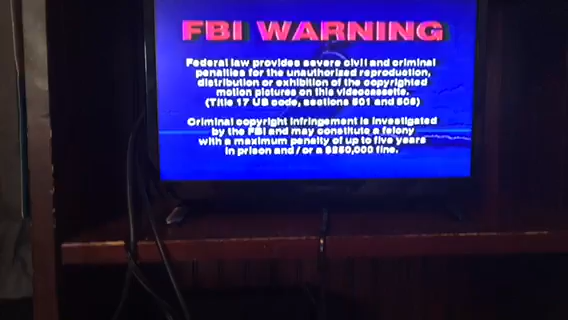 FBI WARNING
Federal law provides severe civil and criminal
penalties for the unauthorized reproduction,
distribution or exhibition of the copyrighted
motion pictures on this videocassette.
(Title 17 US code, sections 501 and 506)
Criminal copyright infringement is investigated
by the FBI and may constitute a felony
with a maximum penalty of up to five years
in prison and/or a $250,000 fine.